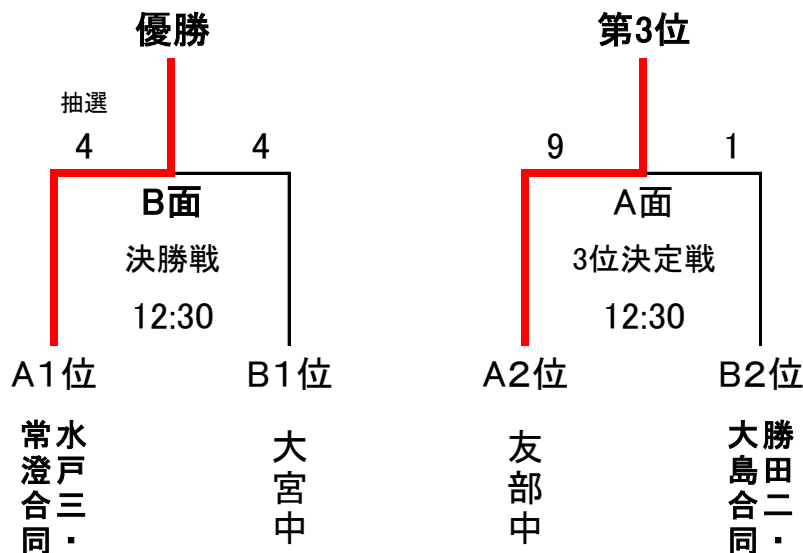 優勝
第3位
抽選
4
4
9
1
B面
A面
決勝戦
3位決定戦
12:30
12:30
A1位
B1位
A2位
B2位
水戸三・
常澄合同
大宮中
友部中
勝田二・
大島合同